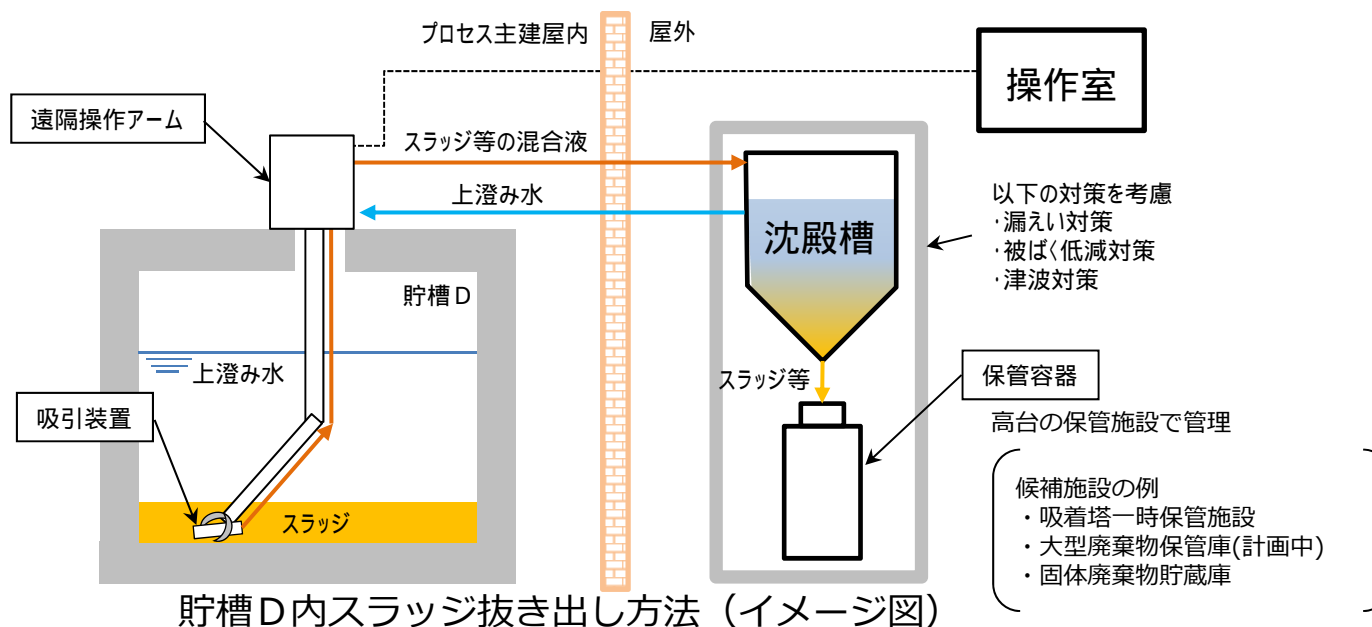 プロセス主建屋内
屋外
操作室
遠隔操作アーム
スラッジ等の混合液
上澄み水
沈殿槽
以下の対策を考慮
・漏えい対策
・被ばく低減対策
・津波対策
貯槽D
上澄み水
スラッジ等
保管容器
吸引装置
高台の保管施設で管理
スラッジ
候補施設の例
・吸着塔一時保管施設
・大型廃棄物保管庫(計画中)
・固体廃棄物貯蔵庫
貯槽D内スラッジ抜き出し方法（イメージ図）